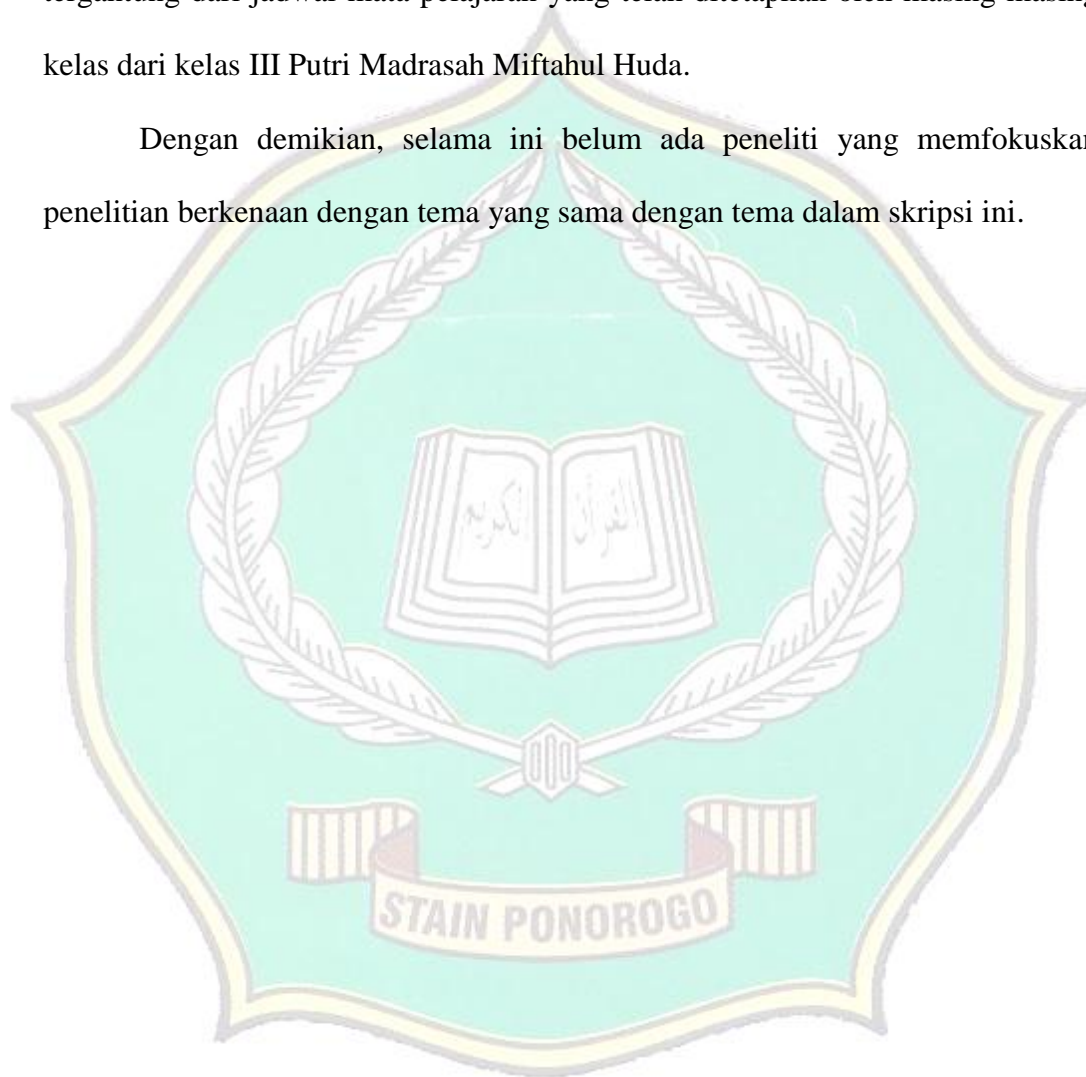 tergantung dari jadwal mata pelajaran yang telah ditetapkan oleh masing-masing
kelas dari kelas III Putri Madrasah Miftahul Huda.
Dengan demikian, selama ini belum ada peneliti yang memfokuskan
penelitian berkenaan dengan tema yang sama dengan tema dalam skripsi ini.
القرآن الكريم
STAIN PONOROGO